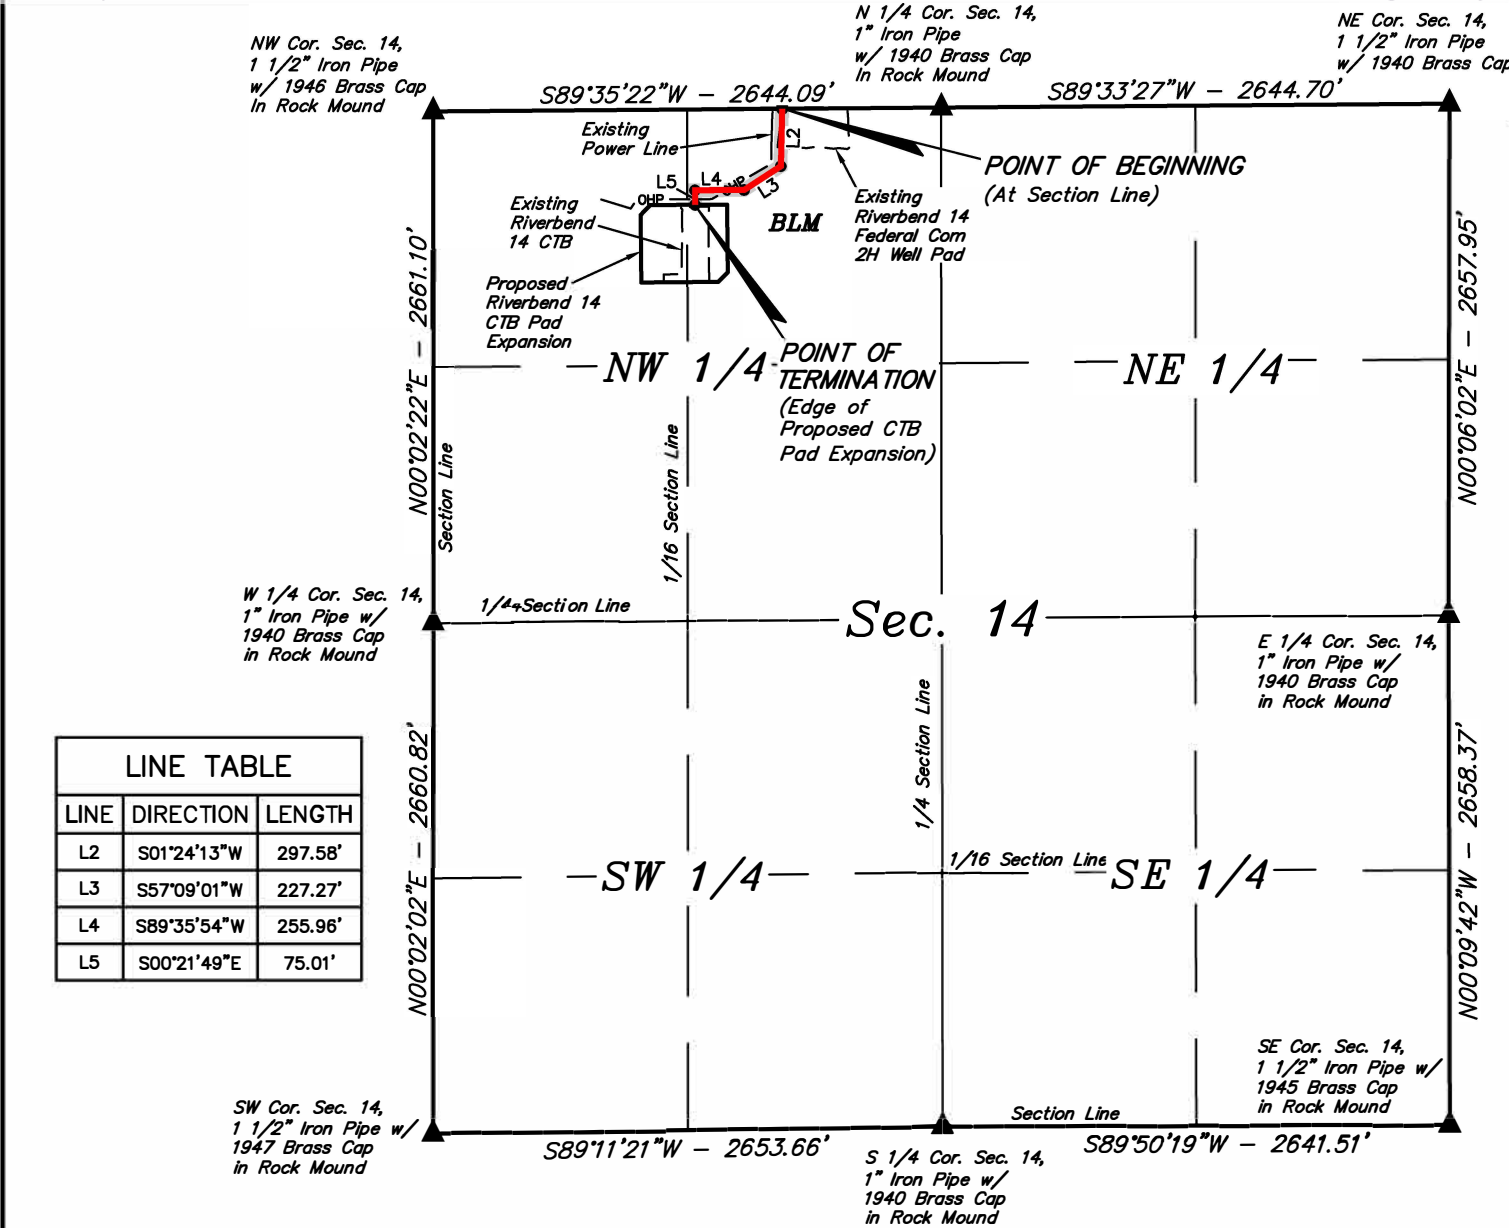 NW Cor. Sec. 14,
1 1/2" Iron Pipe
w/ 1946 Brass Cap
In Rock Mound
N 1/4 Cor. Sec. 14,
1" Iron Pipe
w/ 1940 Brass Cap
In Rock Mound
NE Cor. Sec. 14,
1 1/2" Iron Pipe
w/ 1940 Brass Cap
S89°35'22"W - 2644.09'
S89°33'27"W - 2644.70'
Existing
Power Line
L2
L3
L4
L5
OHP
OHP
POINT OF BEGINNING
(At Section Line)
Existing
Riverbend
14 CTB
BLM
Existing
Riverbend 14
Federal Com
2H Well Pad
Proposed
Riverbend 14
CTB Pad
Expansion
N00°02'22"E - 2661.10'
Section Line
N00°06'02"E - 2657.95'
NW 1/4
POINT OF
TERMINATION
(Edge of
Proposed CTB
Pad Expansion)
NE 1/4
1/16 Section Line
W 1/4 Cor. Sec. 14,
1" Iron Pipe w/
1940 Brass Cap
in Rock Mound
1/4 Section Line
Sec. 14
E 1/4 Cor. Sec. 14,
1" Iron Pipe w/
1940 Brass Cap
in Rock Mound
LINE TABLE
LINE DIRECTION LENGTH
L2 S01°24'13"W 297.58'
L3 S57°09'01"W 227.27'
L4 S89°35'54"W 255.96'
L5 S00°21'49"E 75.01'
N00°02'02"E - 2660.82'
1/4 Section Line
N00°09'42"W - 2658.37'
SW 1/4
1/16 Section Line
SE 1/4
SW Cor. Sec. 14,
1 1/2" Iron Pipe w/
1947 Brass Cap
in Rock Mound
SE Cor. Sec. 14,
1 1/2" Iron Pipe w/
1945 Brass Cap
in Rock Mound
Section Line
S89°11'21"W - 2653.66'
S89°50'19"W - 2641.51'
S 1/4 Cor. Sec. 14,
1" Iron Pipe w/
1940 Brass Cap
in Rock Mound